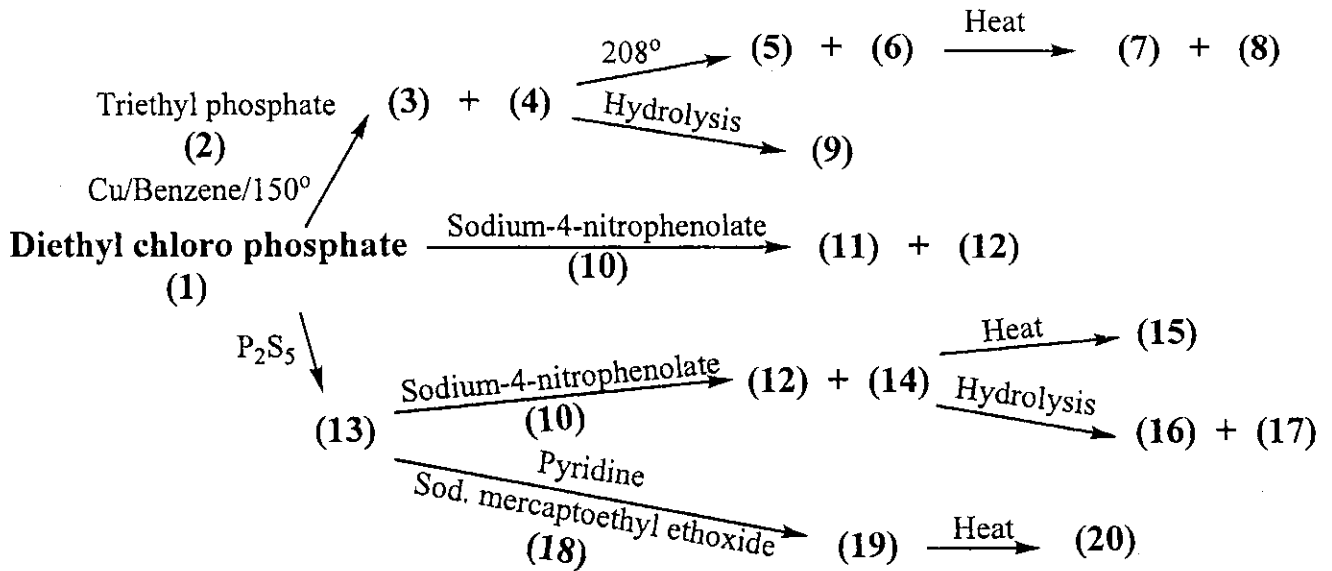 208° (5) + (6) Heat (7) + (8)
Triethyl phosphate (3) + (4) Hydrolysis
(2) (9)
Cu/Benzene/150°
Diethyl chloro phosphate Sodium-4-nitrophenolate (11) + (12)
(1) (10)
P₂S₅ Heat (15)
Sodium-4-nitrophenolate (12) + (14) Hydrolysis
(13) (10) (16) + (17)
Pyridine
Sod. mercaptoethyl ethoxide (19) Heat (20)
(18)